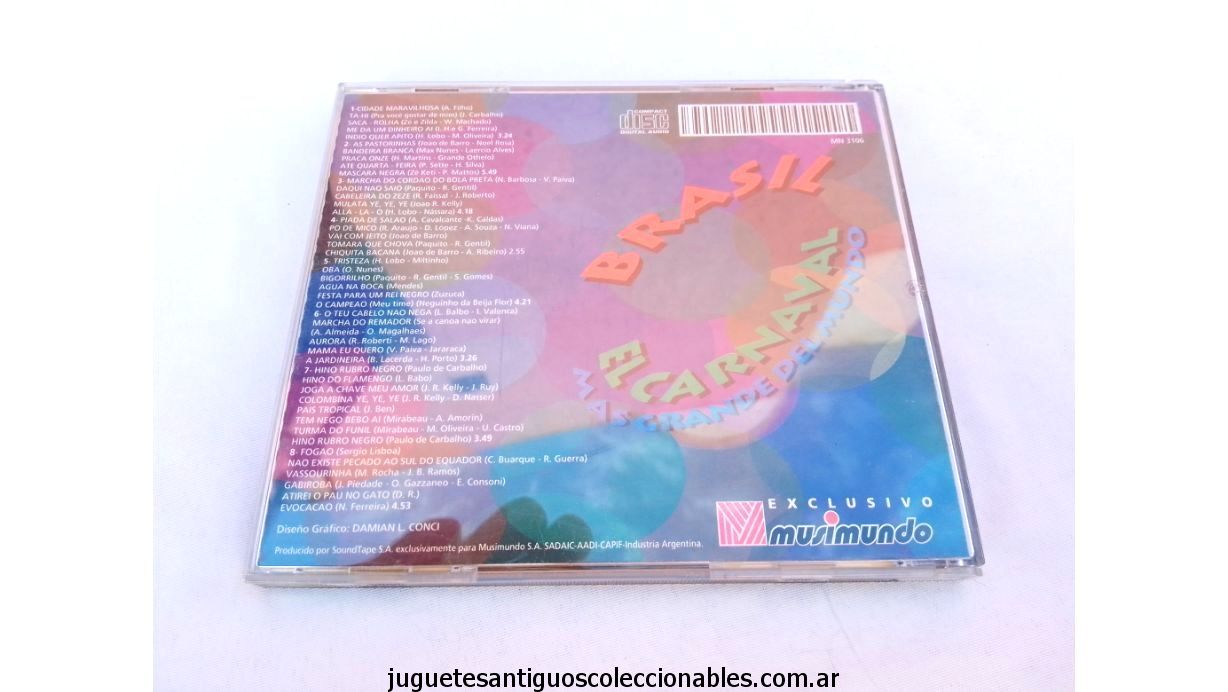 1-CIDADE MARAVILHOSA (A. Filho)
TA-HI (Pra você gostar de mim) (J. Carbalho)
SACA - ROLHA (Zé e Zilda - W. Machado)
ME DA UM DINHEIRO AI (I. H.e G. Ferreira)
INDIO QUER APITO (H. Lobo - M. Oliveira) 3.24
2- AS PASTORINHAS (Joao de Barro - Noel Rosa)
BANDEIRA BRANCA (Max Nunes - Laercio Alves)
PRACA ONZE (H. Martins - Grande Othelo)
ATE QUARTA - FEIRA (P. Sette - H. Silva)
MASCARA NEGRA (Zé Keti - P. Mattos) 5.49
3- MARCHA DO CORDAO DO BOLA PRETA (N. Barbosa - V. Paiva)
DAQUI NAO SAIO (Paquito - R. Gentil)
CABELEIRA DO ZEZE (R. Faissal - J. Roberto)
MULATA YE, YE, YE (Joao R. Kelly)
ALLA - LA - O (H. Lobo - Nássara) 4.18
4- PIADA DE SALAO (A. Cavalcante -K. Caldas)
PO DE MICO (R. Araujo - D. López - A. Souza - N. Viana)
VAI COM JEITO (Joao de Barro)
TOMARA QUE CHOVA (Paquito - R. Gentil)
CHIQUITA BACANA (Joao de Barro - A. Ribeiro) 2.55
5- TRISTEZA (H. Lobo - Miltinho)
OBA (O. Nunes)
BIGORRILHO (Paquito - R. Gentil - S. Gomes)
AGUA NA BOCA (Mendes)
FESTA PARA UM REI NEGRO (Zuzuta)
O CAMPEAO (Meu time) (Neguinho da Beija Flor) 4.21
6- O TEU CABELO NAO NEGA (L. Balbo - I. Valenca)
MARCHA DO REMADOR (Se a canoa nao virar)
(A. Almeida - O. Magalhaes)
AURORA (R. Roberti - M. Lago)
MAMA EU QUERO (V. Paiva - Jararaca)
A JARDINEIRA (B. Lacerda - H. Porto) 3.26
7- HINO RUBRO NEGRO (Paulo de Carbalho)
HINO DO FLAMENGO (L. Babo)
JOGA A CHAVE MEU AMOR (J. R. Kelly - J. Ruy)
COLOMBINA YE, YE, YE (J. R. Kelly - D. Nasser)
PAIS TROPICAL (J. Ben)
TEM NEGO BEBO AI (Mirabeau - A. Amorin)
TURMA DO FUNIL (Mirabeau - M. Oliveira - U. Castro)
HINO RUBRO NEGRO (Paulo de Carbalho) 3.49
8- FOGAO (Sergio Lisboa)
NAO EXISTE PECADO AO SUL DO EQUADOR (C. Buarque - R. Guerra)
VASSOURINHA (M. Rocha - J. B. Ramos)
GABIROBA (J. Piedade - O. Gazzaneo - E. Consoni)
ATIREI O PAU NO GATO (D. R.)
EVOCACAO (N. Ferreira) 4.53
Diseño Gráfico: DAMIAN L. CONCI
Producido por SoundTape S.A. exclusivamente para Musimundo S.A. SADAIC-AADI-CAPIF-Industria Argentina.
COMPACT
disc
DIGITAL AUDIO
MN 3106
BRASIL
EL CARNAVAL
MAS GRANDE DEL MUNDO
EXCLUSIVO
musimundo
juguetesantiguoscoleccionables.com.ar